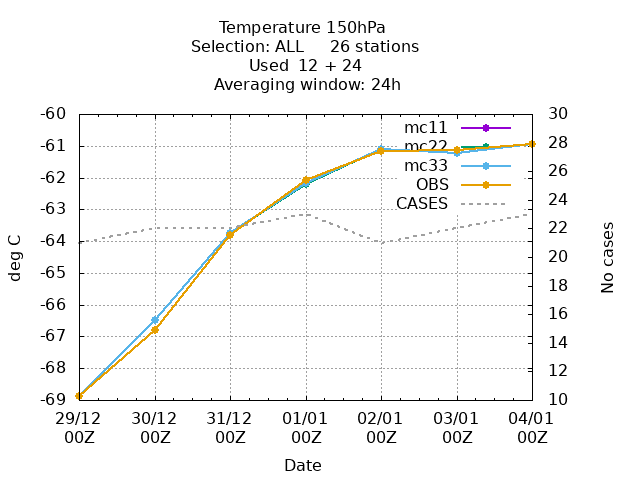 Temperature 150hPa
Selection: ALL     26 stations
Used  12 + 24
Averaging window: 24h
-60
-61
-62
-63
-64
-65
-66
-67
-68
-69
deg C
30
28
26
24
22
20
18
16
14
12
10
No cases
mc11
mc22
mc33
OBS
CASES
29/12 30/12 31/12 01/01 02/01 03/01 04/01
00Z 00Z 00Z 00Z 00Z 00Z 00Z
Date